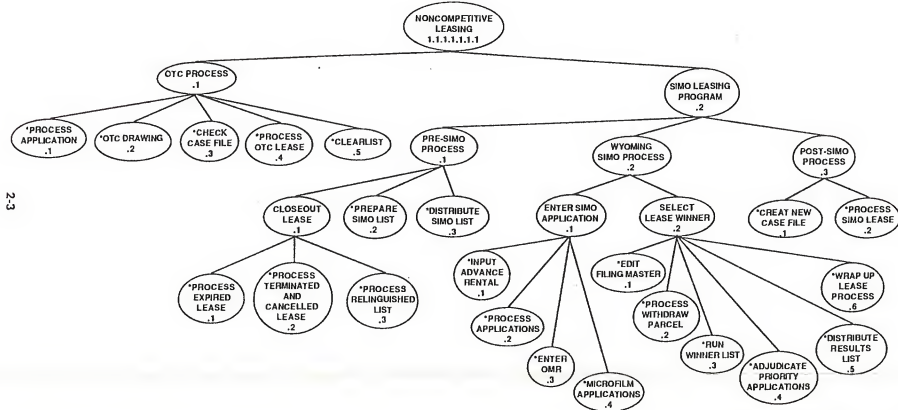 NONCOMPETITIVE
LEASING
1.1.1.1.1.1.1
OTC PROCESS
.1
SIMO LEASING
PROGRAM
.2
*PROCESS
APPLICATION
.1
*OTC DRAWING
.2
*CHECK
CASE FILE
.3
*PROCESS
OTC LEASE
.4
*CLEARLIST
.5
PRE-SIMO
PROCESS
.1
WYOMING
SIMO PROCESS
.2
POST-SIMO
PROCESS
.3
CLOSEOUT
LEASE
.1
*PREPARE
SIMO LIST
.2
*DISTRIBUTE
SIMO LIST
.3
ENTER SIMO
APPLICATION
.1
SELECT
LEASE WINNER
.2
*CREAT NEW
CASE FILE
.1
*PROCESS
SIMO LEASE
.2
*PROCESS
EXPIRED
LEASE
.1
*PROCESS
TERMINATED
AND
CANCELLED
LEASE
.2
*PROCESS
RELINGUISHED
LIST
.3
*INPUT
ADVANCE
RENTAL
.1
*PROCESS
APPLICATIONS
.2
*ENTER
OMR
.3
*MICROFILM
APPLICATIONS
.4
*EDIT
FILING MASTER
.1
*PROCESS
WITHDRAW
PARCEL
.2
*RUN
WINNER LIST
.3
*ADJUDICATE
PRIORITY
APPLICATIONS
.4
*DISTRIBUTE
RESULTS
LIST
.5
*WRAP UP
LEASE
PROCESS
.6
2-3